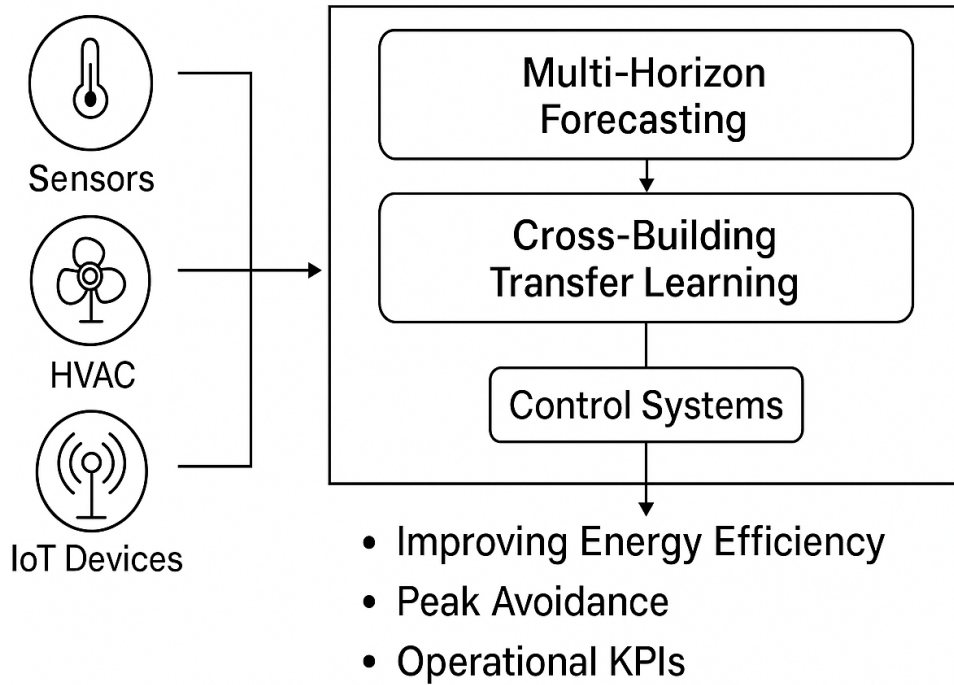 Sensors
HVAC
IoT Devices
Multi-Horizon
Forecasting
Cross-Building
Transfer Learning
Control Systems
• Improving Energy Efficiency
• Peak Avoidance
• Operational KPIs